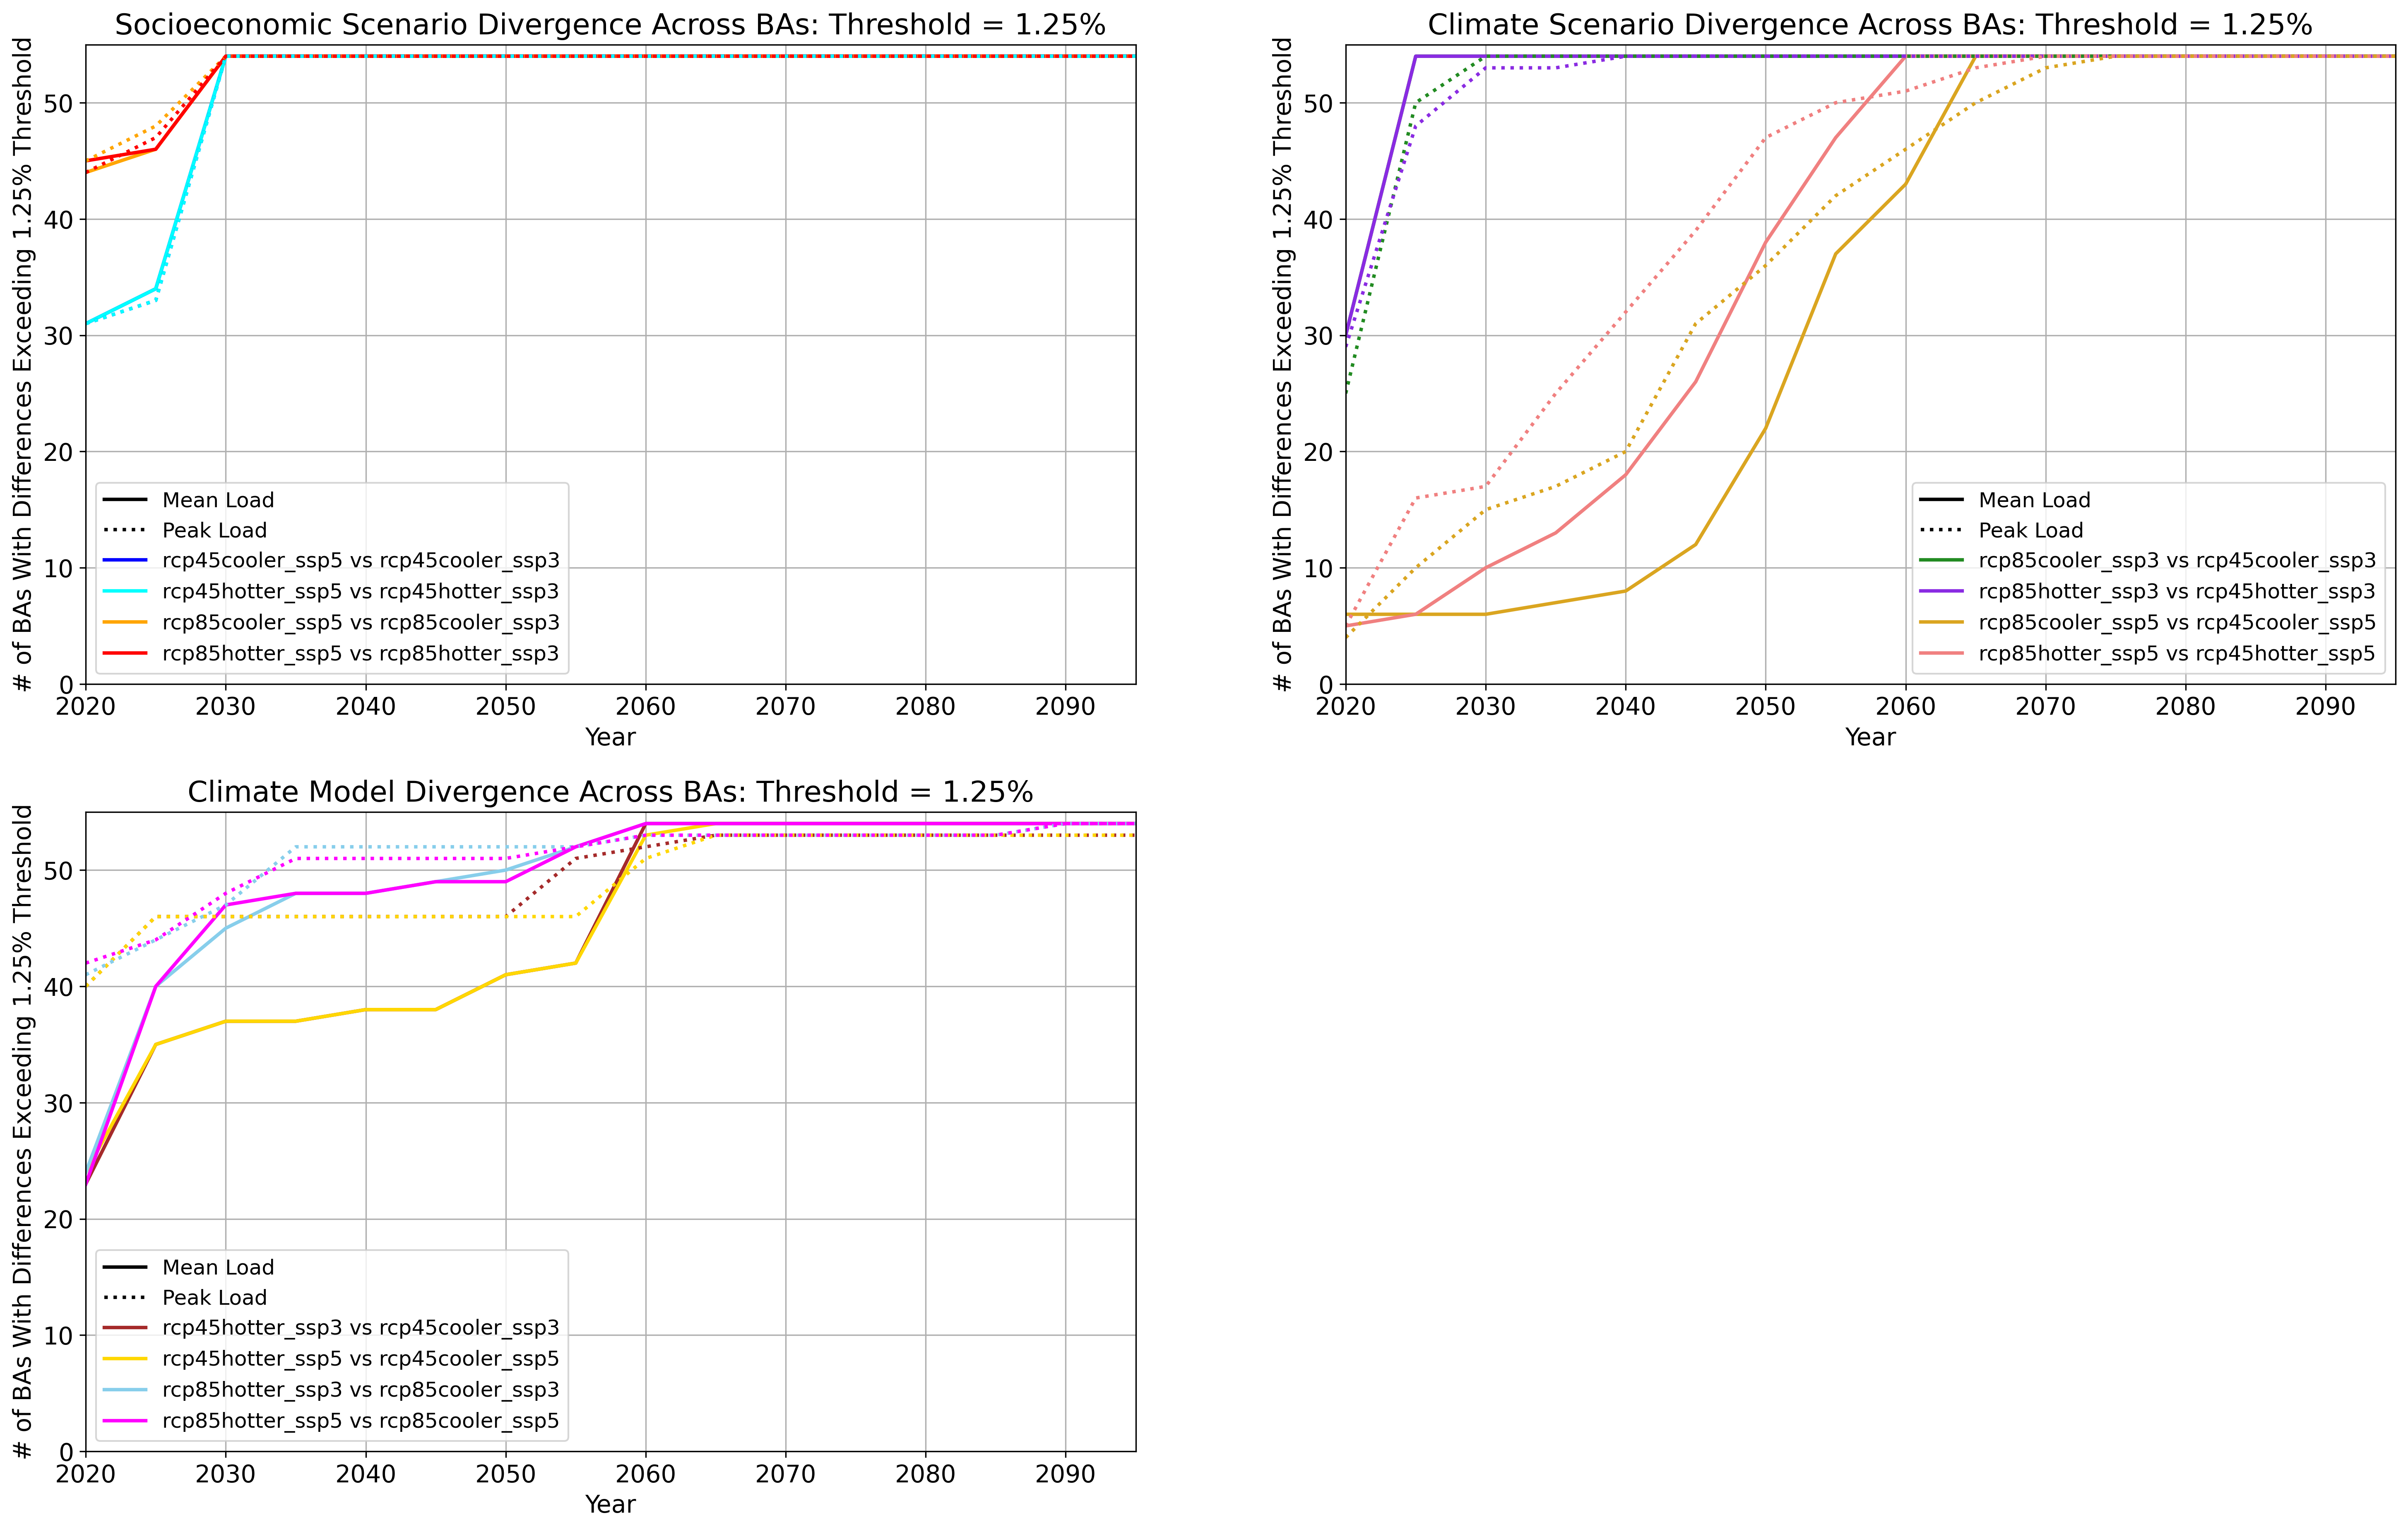 Socioeconomic Scenario Divergence Across BAs: Threshold = 1.25%
# of BAs With Differences Exceeding 1.25% Threshold
50
40
30
20
10
0
Mean Load
Peak Load
rcp45cooler_ssp5 vs rcp45cooler_ssp3
rcp45hotter_ssp5 vs rcp45hotter_ssp3
rcp85cooler_ssp5 vs rcp85cooler_ssp3
rcp85hotter_ssp5 vs rcp85hotter_ssp3
2020 2030 2040 2050 2060 2070 2080 2090
Year
Climate Scenario Divergence Across BAs: Threshold = 1.25%
# of BAs With Differences Exceeding 1.25% Threshold
50
40
30
20
10
0
Mean Load
Peak Load
rcp85cooler_ssp3 vs rcp45cooler_ssp3
rcp85hotter_ssp3 vs rcp45hotter_ssp3
rcp85cooler_ssp5 vs rcp45cooler_ssp5
rcp85hotter_ssp5 vs rcp45hotter_ssp5
2020 2030 2040 2050 2060 2070 2080 2090
Year
Climate Model Divergence Across BAs: Threshold = 1.25%
# of BAs With Differences Exceeding 1.25% Threshold
50
40
30
20
10
0
Mean Load
Peak Load
rcp45hotter_ssp3 vs rcp45cooler_ssp3
rcp45hotter_ssp5 vs rcp45cooler_ssp5
rcp85hotter_ssp3 vs rcp85cooler_ssp3
rcp85hotter_ssp5 vs rcp85cooler_ssp5
2020 2030 2040 2050 2060 2070 2080 2090
Year